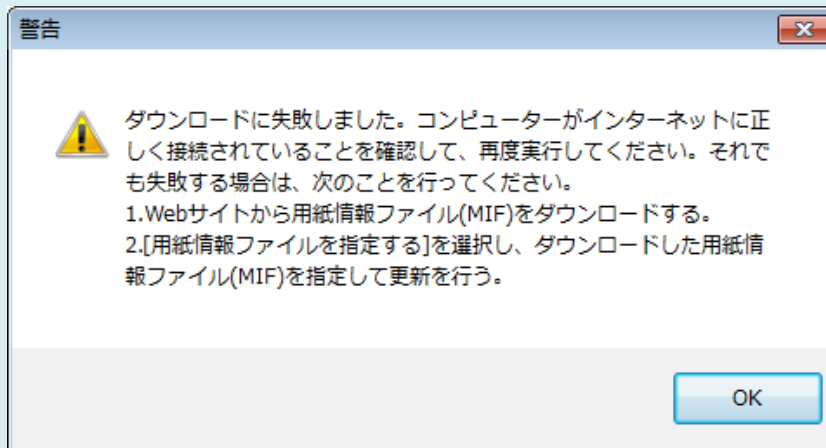 警告
ダウンロードに失敗しました。コンピューターがインターネットに正
しく接続されていることを確認して、再度実行してください。それで
も失敗する場合は、次のことを行ってください。
1.Webサイトから用紙情報ファイル(MIF)をダウンロードする。
2.[用紙情報ファイルを指定する]を選択し、ダウンロードした用紙情
報ファイル(MIF)を指定して更新を行う。
OK